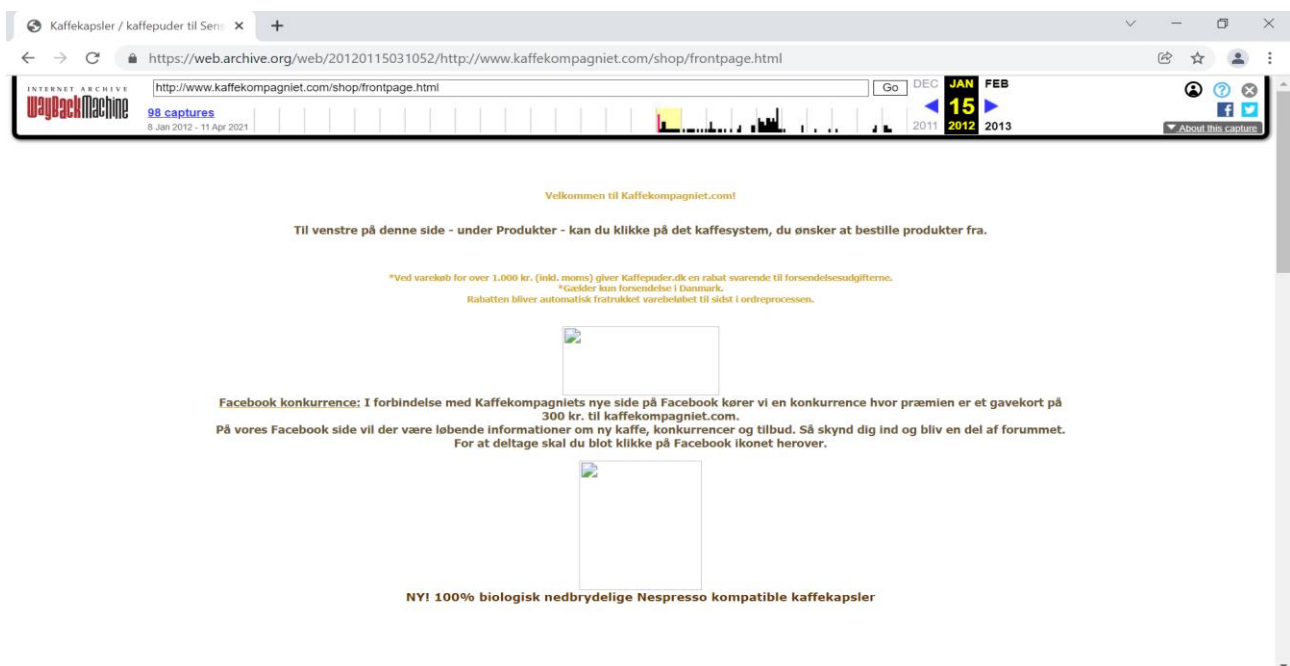 Kaffekapsler / kaffepuder til Sens
https://web.archive.org/web/20120115031052/http://www.kaffekompagniet.com/shop/frontpage.html
INTERNET ARCHIVE
WayBackMachine
http://www.kaffekompagniet.com/shop/frontpage.html
Go
DEC JAN FEB
98 captures
15
8 Jan 2012 - 11 Apr 2021
2011 2012 2013
About this capture
Velkommen til Kaffekompagniet.com!
Til venstre på denne side - under Produkter - kan du klikke på det kaffesystem, du ønsker at bestille produkter fra.
*Ved varekøb for over 1.000 kr. (inkl. moms) giver Kaffepuder.dk en rabat svarende til forsendelsesudgifterne.
*Gælder kun forsendelse i Danmark.
Rabatten bliver automatisk fratrukket varebeløbet til sidst i ordreprocessen.
Facebook konkurrence: I forbindelse med Kaffekompagniets nye side på Facebook kører vi en konkurrence hvor præmien er et gavekort på
300 kr. til kaffekompagniet.com.
På vores Facebook side vil der være løbende informationer om ny kaffe, konkurrencer og tilbud. Så skynd dig ind og bliv en del af forummet.
For at deltage skal du blot klikke på Facebook ikonet herover.
NY! 100% biologisk nedbrydelige Nespresso kompatible kaffekapsler